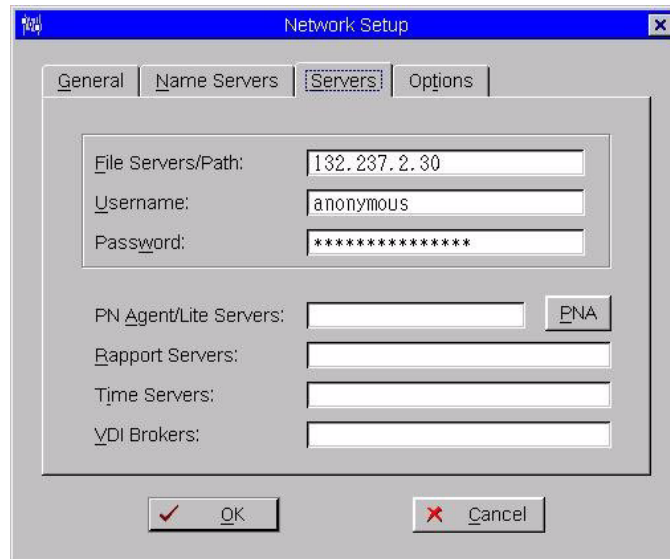 Network Setup
General Name Servers Servers Options
File Servers/Path: 132.237.2.30
Username: anonymous
Password: ***************
PN Agent/Lite Servers: PNA
Rapport Servers:
Time Servers:
VDI Brokers:
OK Cancel